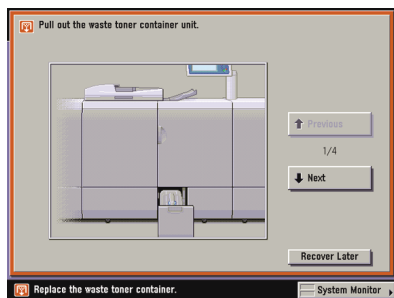 Pull out the waste toner container unit.
Previous
1/4
Next
Recover Later
Replace the waste toner container.
System Monitor